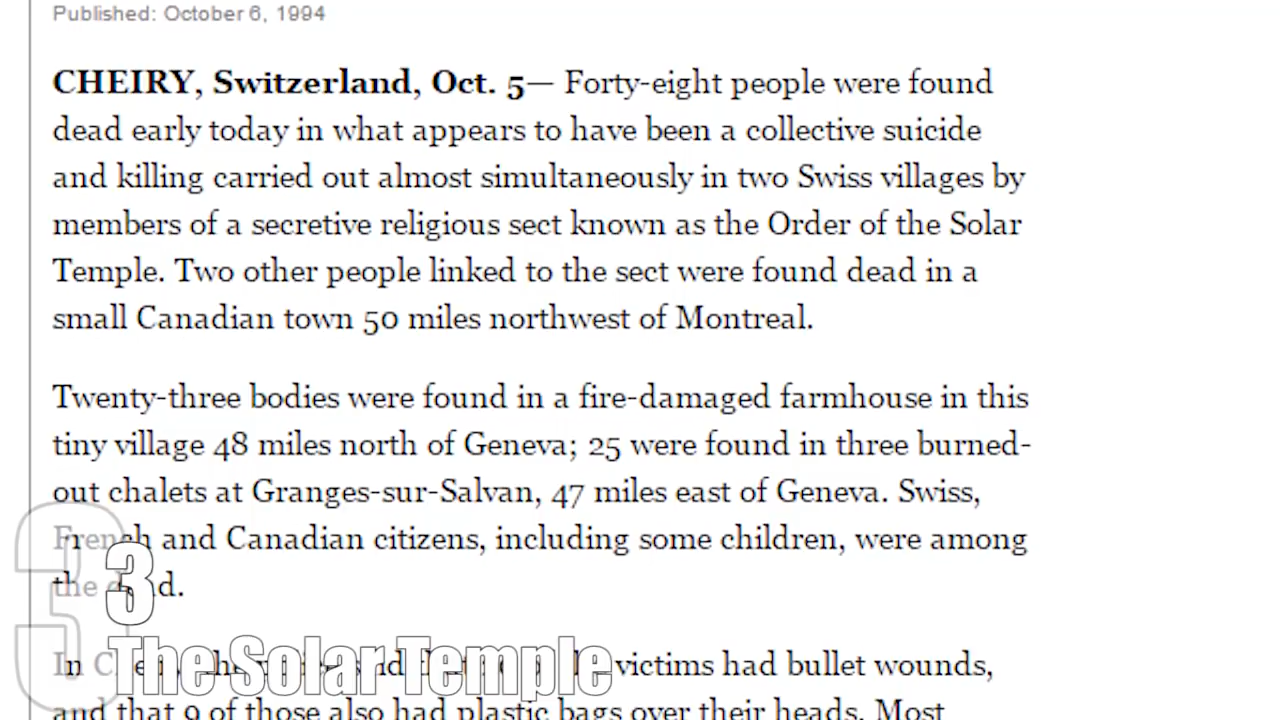 Published: October 6, 1994
CHEIRY, Switzerland, Oct. 5— Forty-eight people were found
dead early today in what appears to have been a collective suicide
and killing carried out almost simultaneously in two Swiss villages by
members of a secretive religious sect known as the Order of the Solar
Temple. Two other people linked to the sect were found dead in a
small Canadian town 50 miles northwest of Montreal.
Twenty-three bodies were found in a fire-damaged farmhouse in this
tiny village 48 miles north of Geneva; 25 were found in three burned-
out chalets at Granges-sur-Salvan, 47 miles east of Geneva. Swiss,
French and Canadian citizens, including some children, were among
the d
3
In victims had bullet wounds,
3
The Solar Temple
and that 9 of those also had plastic bags over their heads. Most